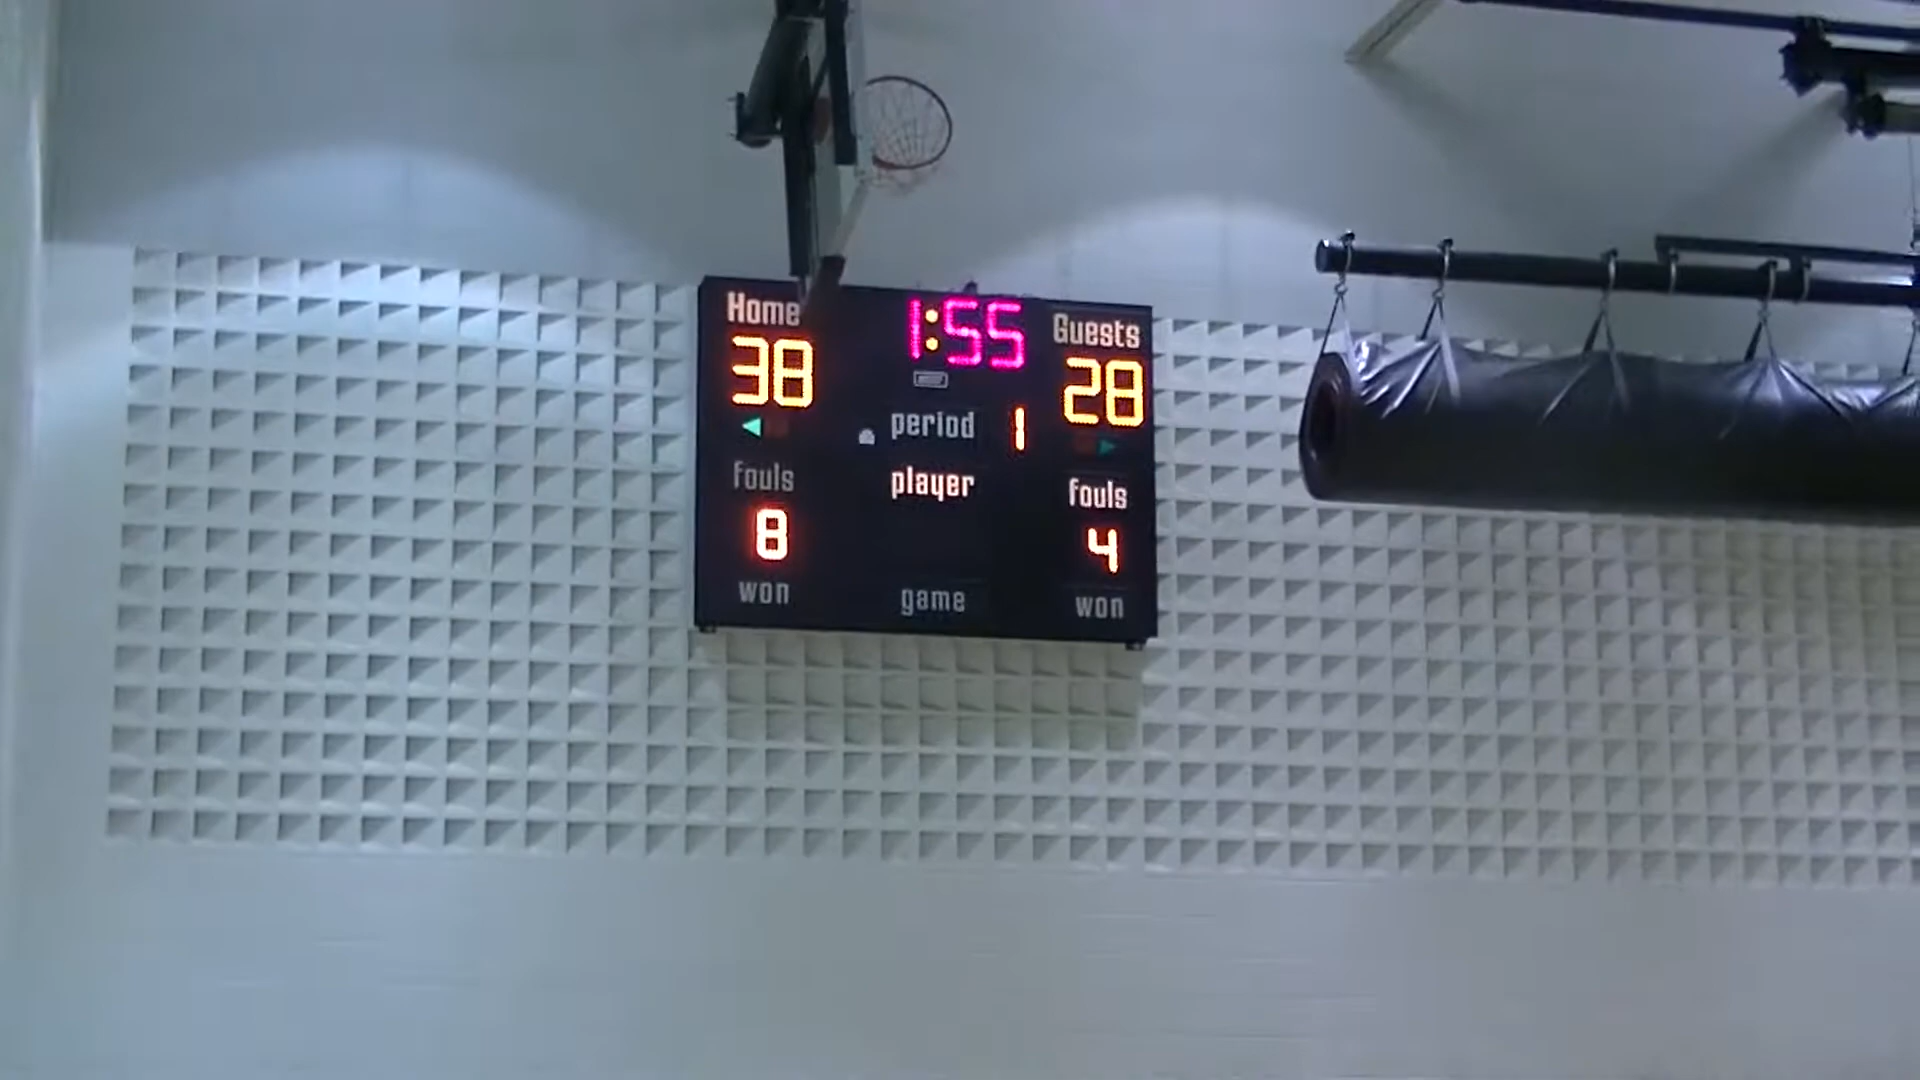 Home 1:55 Guests
38 28
period 1
fouls player fouls
8 4
won game won